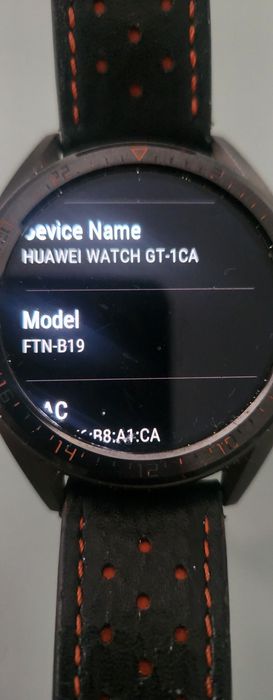 Device Name
HUAWEI WATCH GT-1CA
Model
FTN-B19
:B8:A1:CA